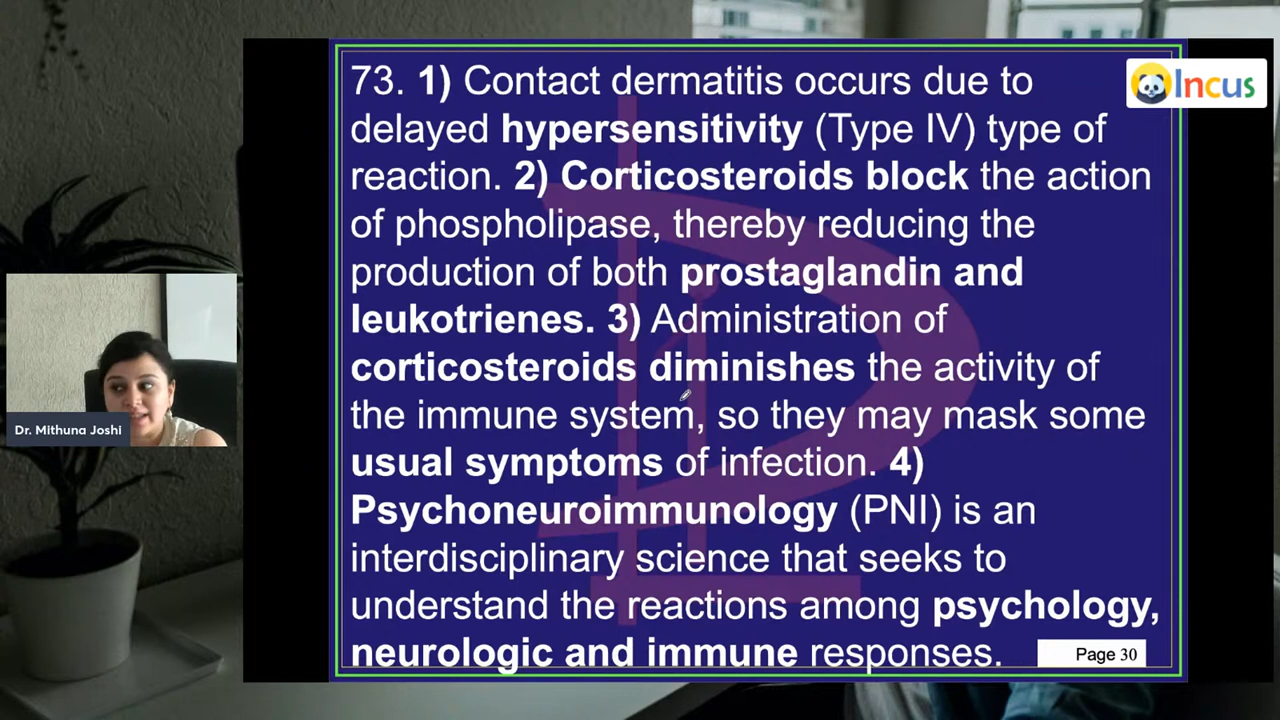 73. 1) Contact dermatitis occurs due to
delayed hypersensitivity (Type IV) type of
reaction. 2) Corticosteroids block the action
of phospholipase, thereby reducing the
production of both prostaglandin and
leukotrienes. 3) Administration of
corticosteroids diminishes the activity of
the immune system, so they may mask some
usual symptoms of infection. 4)
Psychoneuroimmunology (PNI) is an
interdisciplinary science that seeks to
understand the reactions among psychology,
neurologic and immune responses.
Page 30
Incus
Dr. Mithuna Joshi